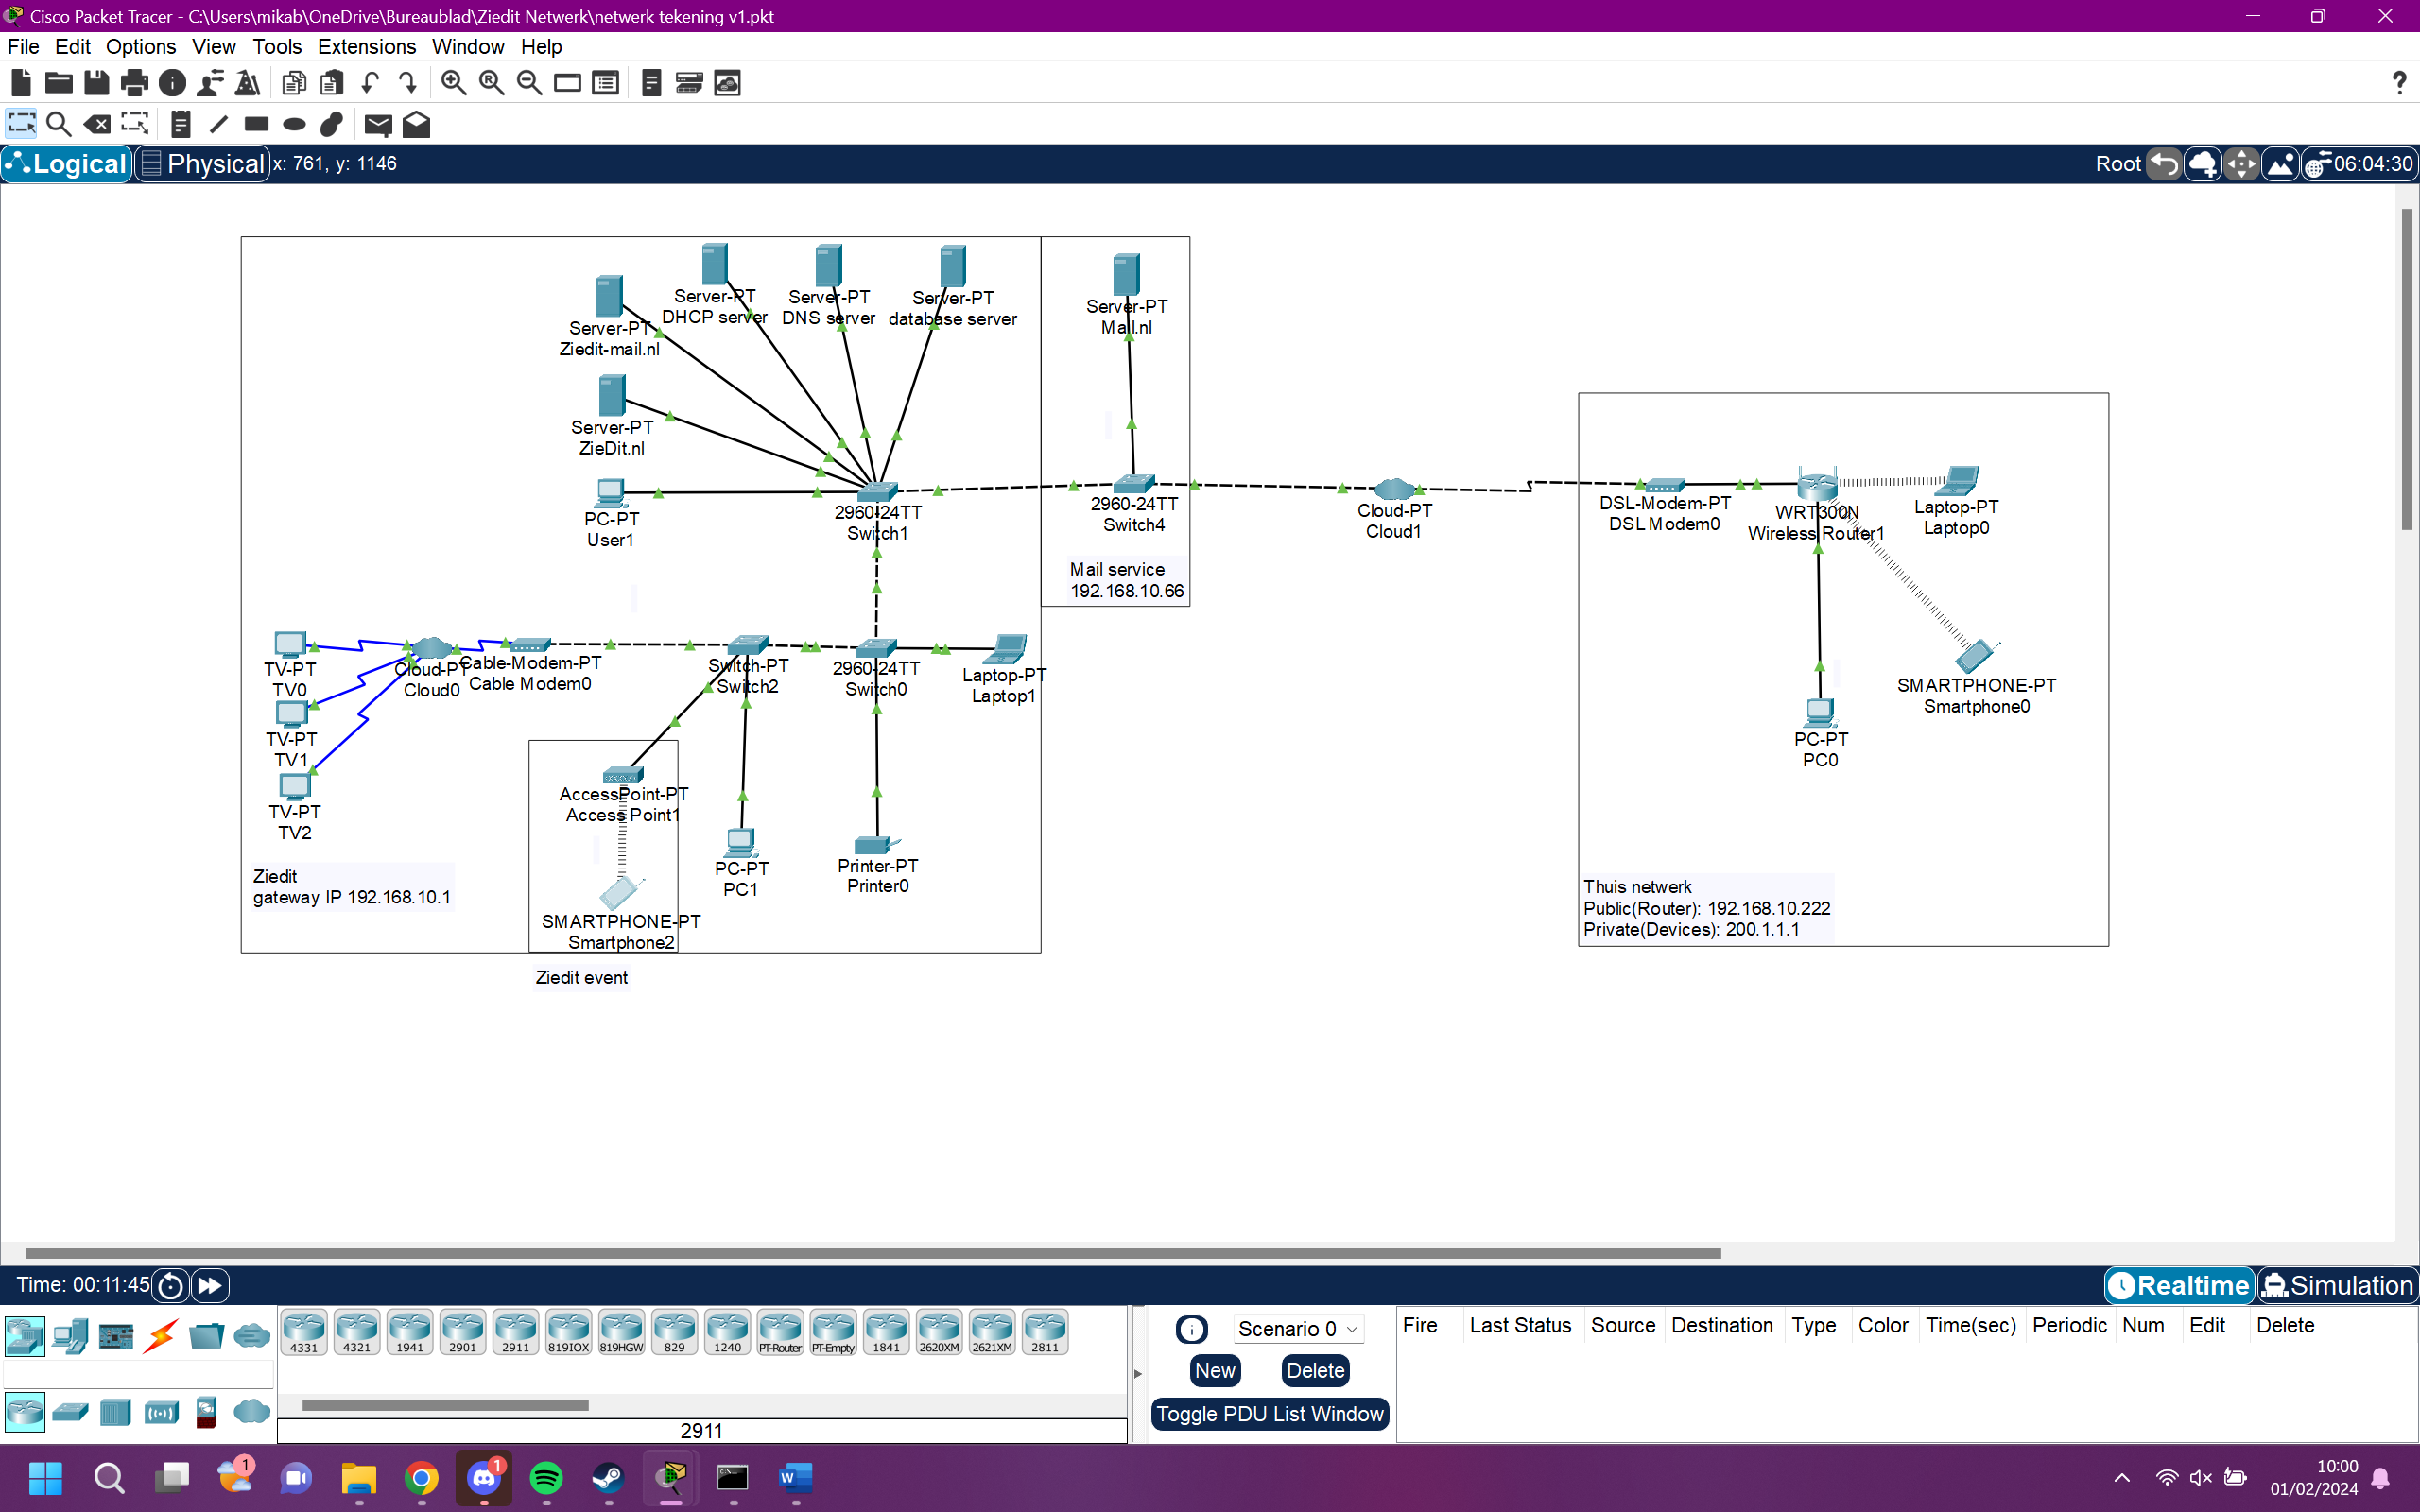 Cisco Packet Tracer - C:\Users\mikab\OneDrive\Bureaublad\Ziedit Netwerk\netwerk tekening v1.pkt
File Edit Options View Tools Extensions Window Help
Logical Physical x: 761, y: 1146 Root 06:04:30
Server-PT
DHCP server
Server-PT
DNS server
Server-PT
database server
Server-PT
Mail.nl
Server-PT
Ziedit-mail.nl
Server-PT
ZieDit.nl
PC-PT
User1
2960-24TT
Switch1
2960-24TT
Switch4
Mail service
192.168.10.66
Cloud-PT
Cloud1
DSL-Modem-PT
DSL Modem0
WRT300N
Wireless Router1
Laptop-PT
Laptop0
SMARTPHONE-PT
Smartphone0
PC-PT
PC0
Thuis netwerk
Public(Router): 192.168.10.222
Private(Devices): 200.1.1.1
TV-PT
TV0
TV-PT
TV1
TV-PT
TV2
Cloud-PT
Cloud0
Cable-Modem-PT
Cable Modem0
Switch-PT
Switch2
2960-24TT
Switch0
Laptop-PT
Laptop1
AccessPoint-PT
Access Point1
SMARTPHONE-PT
Smartphone2
PC-PT
PC1
Printer-PT
Printer0
Ziedit
gateway IP 192.168.10.1
Ziedit event
Time: 00:11:45 Realtime Simulation
4331 4321 1941 2901 2911 819IOX 819HGW 829 1240 PT-Router PT-Empty 1841 2620XM 2621XM 2811
2911
Scenario 0
New Delete
Toggle PDU List Window
Fire Last Status Source Destination Type Color Time(sec) Periodic Num Edit Delete
1
1
W
10:00
01/02/2024